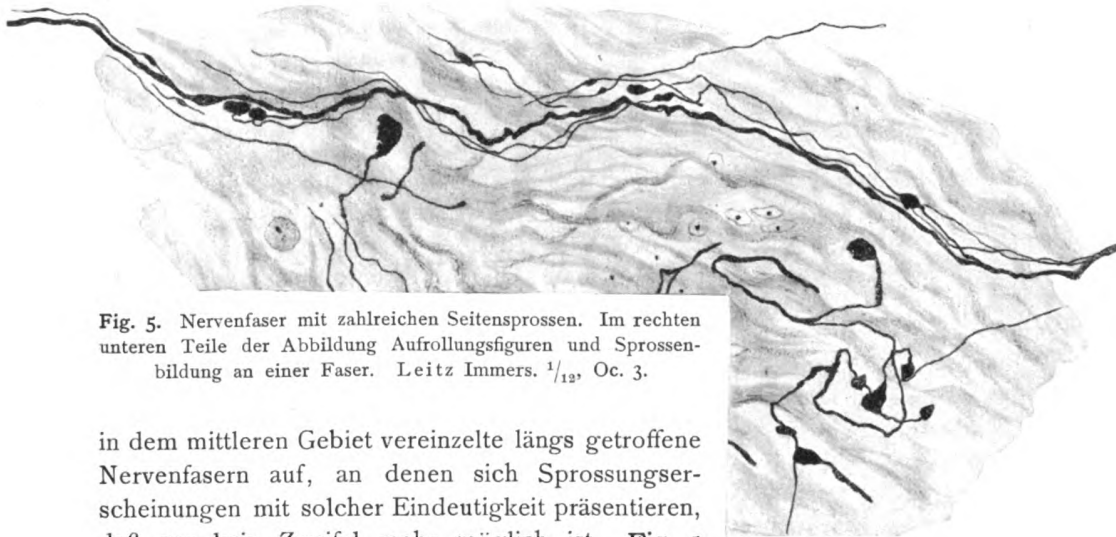 Fig. 5. Nervenfaser mit zahlreichen Seitensprossen. Im rechten
unteren Teile der Abbildung Aufrollungsfiguren und Sprossen-
bildung an einer Faser. Leitz Immers. 1/12, Oc. 3.
in dem mittleren Gebiet vereinzelte längs getroffene
Nervenfasern auf, an denen sich Sprossungser-
scheinungen mit solcher Eindeutigkeit präsentieren,